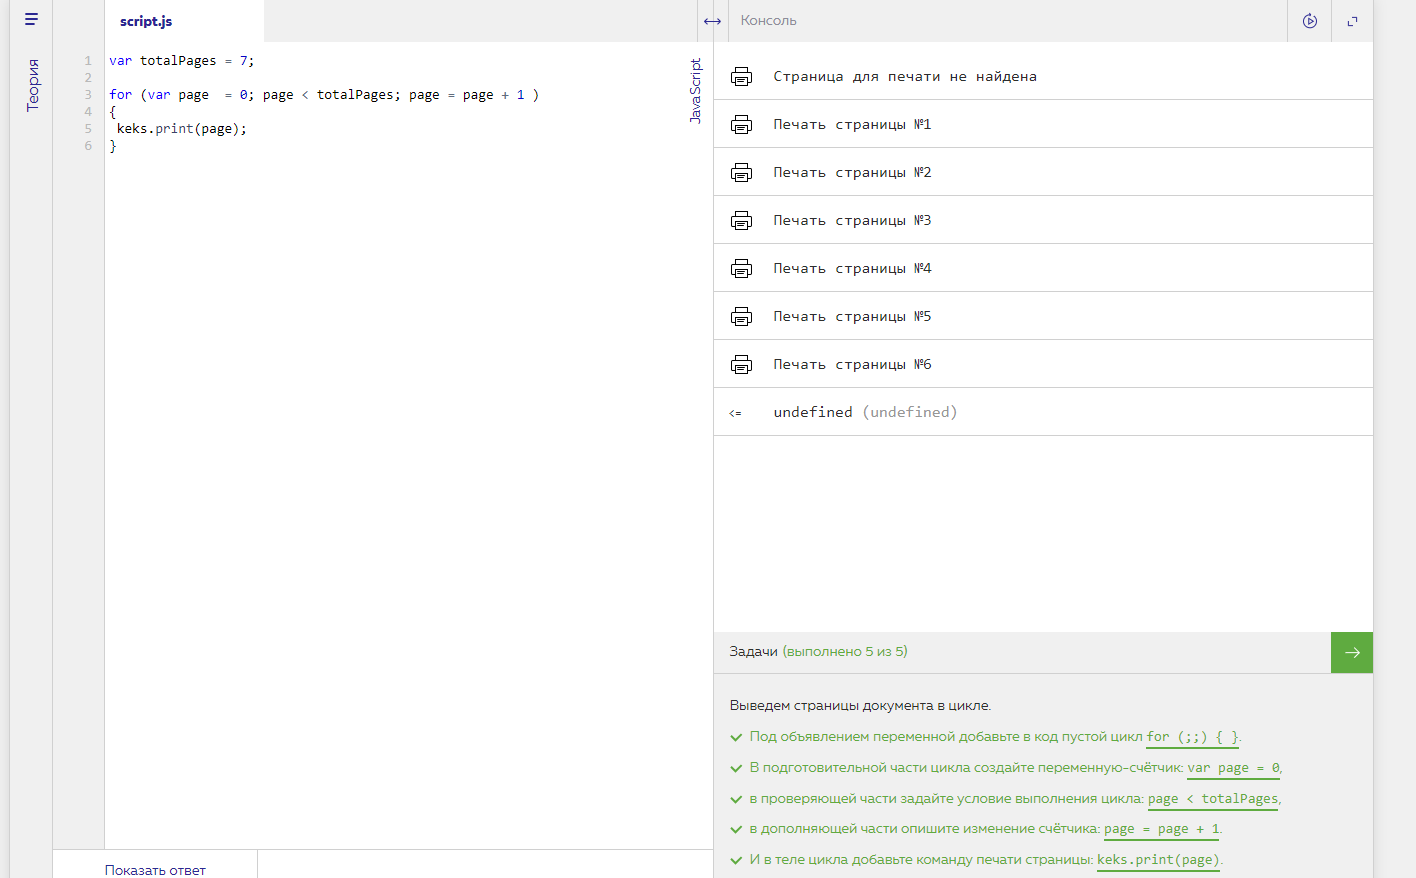 script.js
Консоль
Теория
JavaScript
1 var totalPages = 7;
2
3 for (var page  = 0; page < totalPages; page = page + 1 )
4 {
5  keks.print(page);
6 }
Страница для печати не найдена
Печать страницы №1
Печать страницы №2
Печать страницы №3
Печать страницы №4
Печать страницы №5
Печать страницы №6
<= undefined (undefined)
Задачи (выполнено 5 из 5)
Выведем страницы документа в цикле.
Под объявлением переменной добавьте в код пустой цикл for (;;) { }.
В подготовительной части цикла создайте переменную-счётчик: var page = 0,
в проверяющей части задайте условие выполнения цикла: page < totalPages,
в дополняющей части опишите изменение счётчика: page = page + 1.
И в теле цикла добавьте команду печати страницы: keks.print(page).
Показать ответ